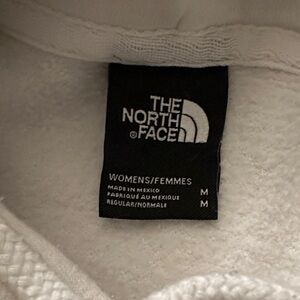 THE
NORTH
®FACE
WOMENS/FEMMES
MADE IN MEXICO M
FABRIQUÉ AU MEXIQUE
REGULAR/NORMALE M